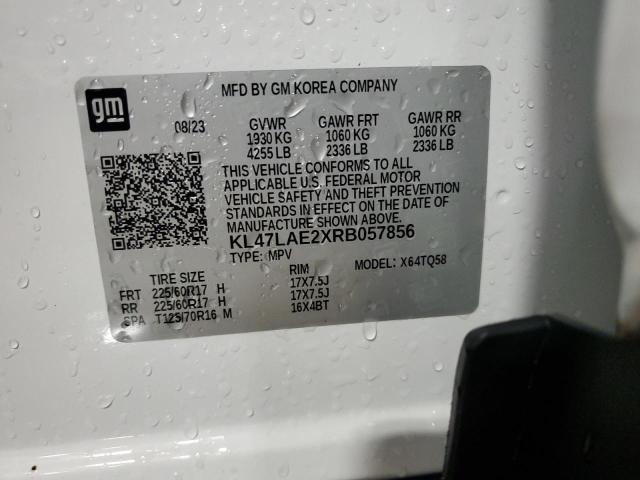 gm
MFD BY GM KOREA COMPANY
08/23 GVWR GAWR FRT GAWR RR
1930 KG 1060 KG 1060 KG
4255 LB 2336 LB 2336 LB
THIS VEHICLE CONFORMS TO ALL
APPLICABLE U.S. FEDERAL MOTOR
VEHICLE SAFETY AND THEFT PREVENTION
STANDARDS IN EFFECT ON THE DATE OF
MANUFACTURE SHOWN ABOVE.
KL47LAE2XRB057856
TYPE: MPV MODEL: X64TQ58
TIRE SIZE RIM
FRT 225/60R17 H 17X7.5J
RR 225/60R17 H 17X7.5J
SPA T125/70R16 M 16X4BT